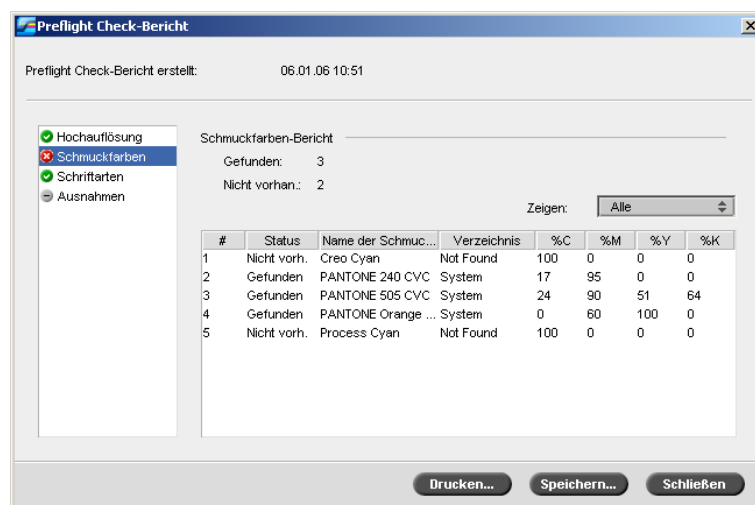 Preflight Check-Bericht
Preflight Check-Bericht erstellt: 06.01.06 10:51
Hochauflösung
Schmuckfarben
Schriftarten
Ausnahmen
Schmuckfarben-Bericht
Gefunden: 3
Nicht vorhan.: 2
Zeigen: Alle
# Status Name der Schmuc... Verzeichnis %C %M %Y %K
1 Nicht vorh. Creo Cyan Not Found 100 0 0 0
2 Gefunden PANTONE 240 CVC System 17 95 0 0
3 Gefunden PANTONE 505 CVC System 24 90 51 64
4 Gefunden PANTONE Orange ... System 0 60 100 0
5 Nicht vorh. Process Cyan Not Found 100 0 0 0
Drucken... Speichern... Schließen